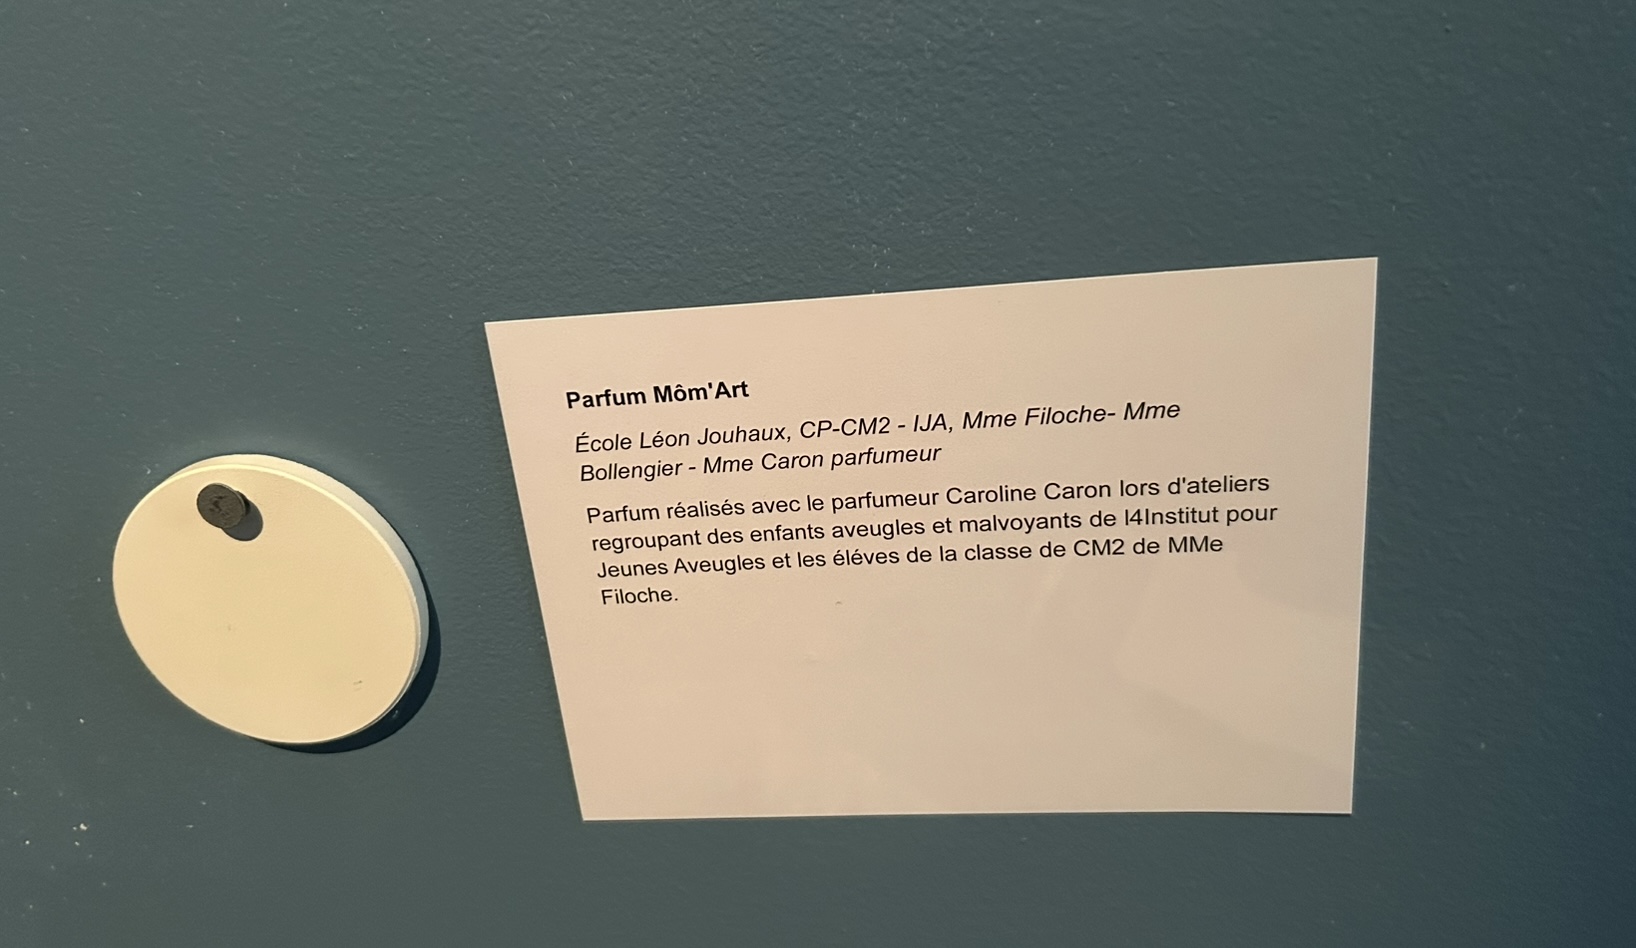 Parfum Môm'Art
École Léon Jouhaux, CP-CM2 - IJA, Mme Filoche- Mme
Bollengier - Mme Caron parfumeur
Parfum réalisés avec le parfumeur Caroline Caron lors d'ateliers
regroupant des enfants aveugles et malvoyants de l4Institut pour
Jeunes Aveugles et les éléves de la classe de CM2 de MMe
Filoche.